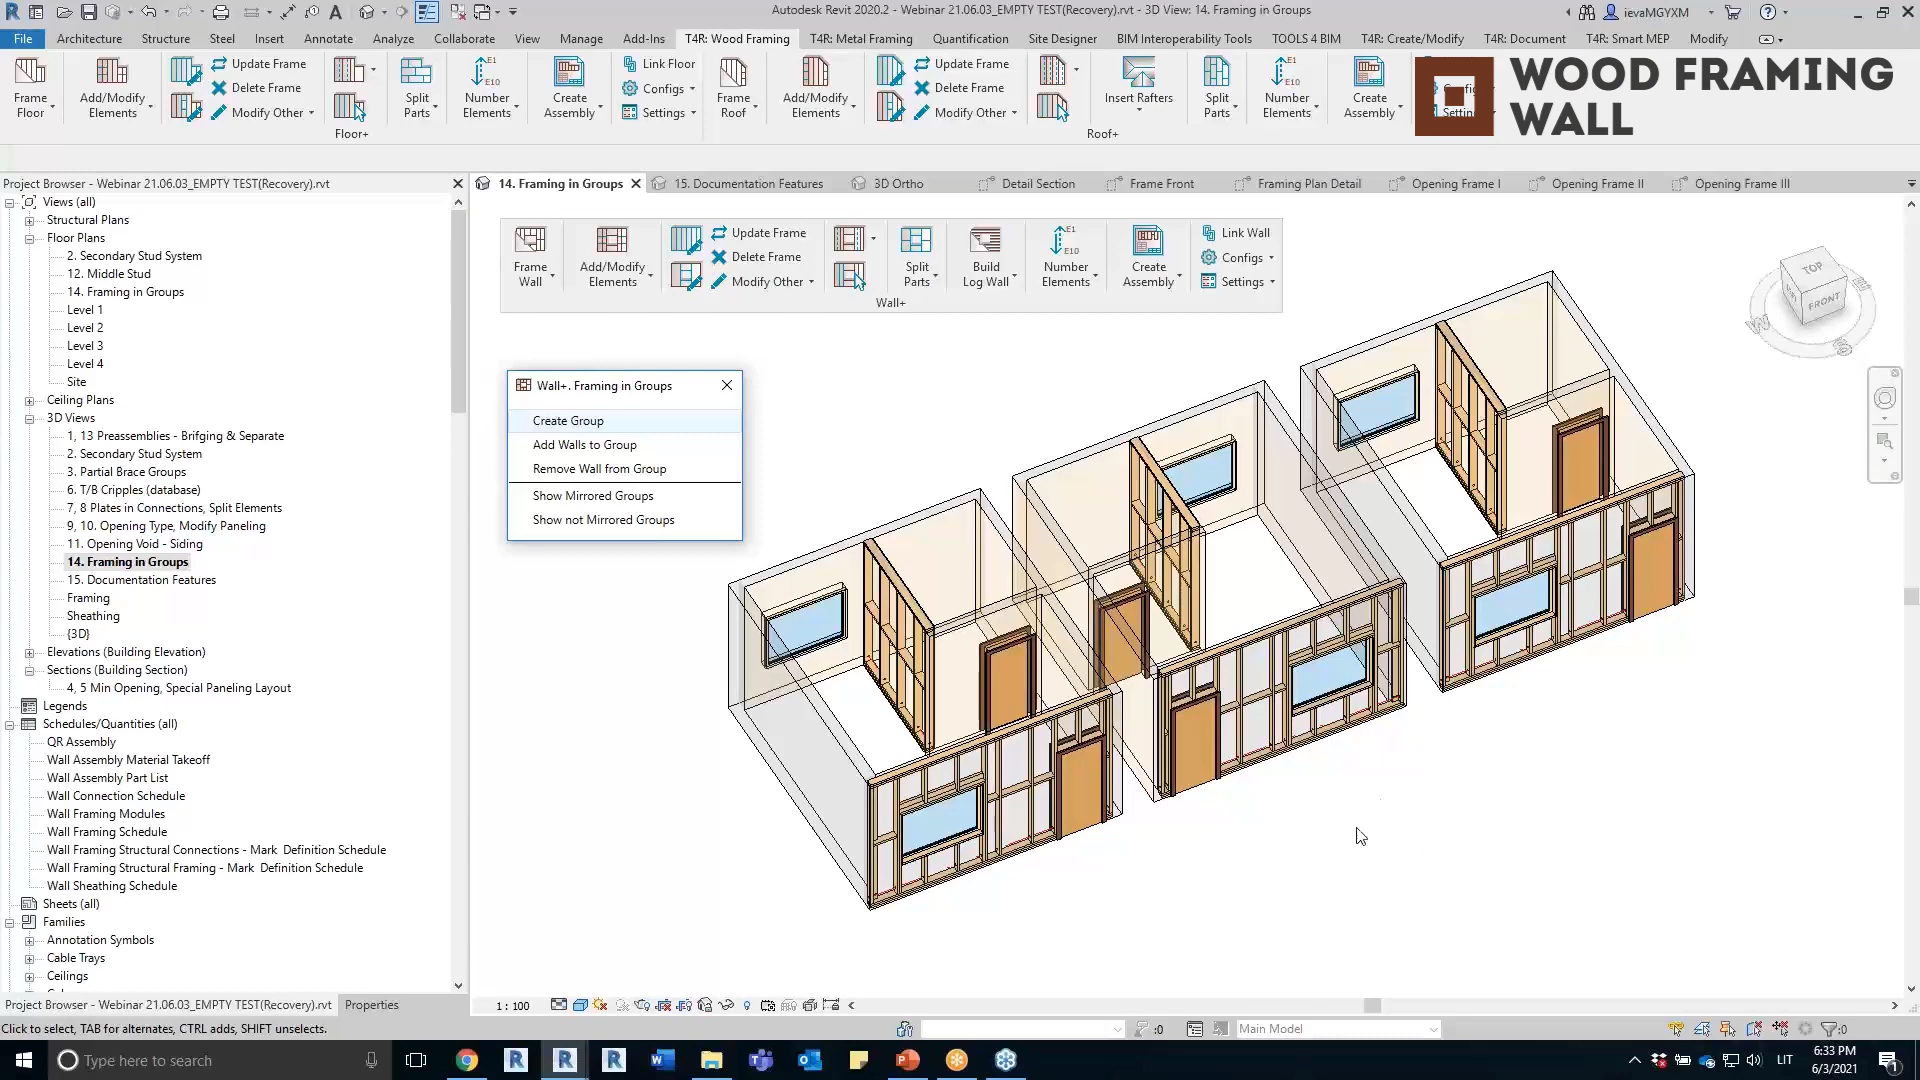 Autodesk Revit 2020.2 - Webinar 21.06.03_EMPTY TEST(Recovery).rvt - 3D View: 14. Framing in Groups
ievaMGYXM
File Architecture Structure Steel Insert Annotate Analyze Collaborate View Manage Add-Ins T4R: Wood Framing T4R: Metal Framing Quantification Site Designer BIM Interoperability Tools TOOLS 4 BIM T4R: Create/Modify T4R: Document T4R: Smart MEP Modify
Frame Floor
Add/Modify Elements
Update Frame
Delete Frame
Modify Other
Split Parts
Number Elements
Create Assembly
Link Floor
Configs
Settings
Floor+
Frame Roof
Add/Modify Elements
Update Frame
Delete Frame
Modify Other
Insert Rafters
Split Parts
Number Elements
Create Assembly
Roof+
WOOD FRAMING
WALL
Project Browser - Webinar 21.06.03_EMPTY TEST(Recovery).rvt
14. Framing in Groups 15. Documentation Features 3D Ortho Detail Section Frame Front Framing Plan Detail Opening Frame I Opening Frame II Opening Frame III
Views (all)
Structural Plans
Floor Plans
2. Secondary Stud System
12. Middle Stud
14. Framing in Groups
Level 1
Level 2
Level 3
Level 4
Site
Ceiling Plans
3D Views
1, 13 Preassemblies - Brifging & Separate
2. Secondary Stud System
3. Partial Brace Groups
6. T/B Cripples (database)
7, 8 Plates in Connections, Split Elements
9, 10. Opening Type, Modify Paneling
11. Opening Void - Siding
14. Framing in Groups
15. Documentation Features
Framing
Sheathing
{3D}
Elevations (Building Elevation)
Sections (Building Section)
4, 5 Min Opening, Special Paneling Layout
Legends
Schedules/Quantities (all)
QR Assembly
Wall Assembly Material Takeoff
Wall Assembly Part List
Wall Connection Schedule
Wall Framing Modules
Wall Framing Schedule
Wall Framing Structural Connections - Mark Definition Schedule
Wall Framing Structural Framing - Mark Definition Schedule
Wall Sheathing Schedule
Sheets (all)
Families
Annotation Symbols
Cable Trays
Ceilings
Frame Wall
Add/Modify Elements
Update Frame
Delete Frame
Modify Other
Split Parts
Build Log Wall
E1
E10
Number Elements
Create Assembly
Link Wall
Configs
Settings
Wall+
Wall+. Framing in Groups
Create Group
Add Walls to Group
Remove Wall from Group
Show Mirrored Groups
Show not Mirrored Groups
TOP
FRONT
W
S
E
Project Browser - Webinar 21.06.03_EMPTY TEST(Recovery).rvt Properties
1 : 100
Click to select, TAB for alternates, CTRL adds, SHIFT unselects.
:0
Main Model
:0
Type here to search
LIT
6:33 PM
6/3/2021
1